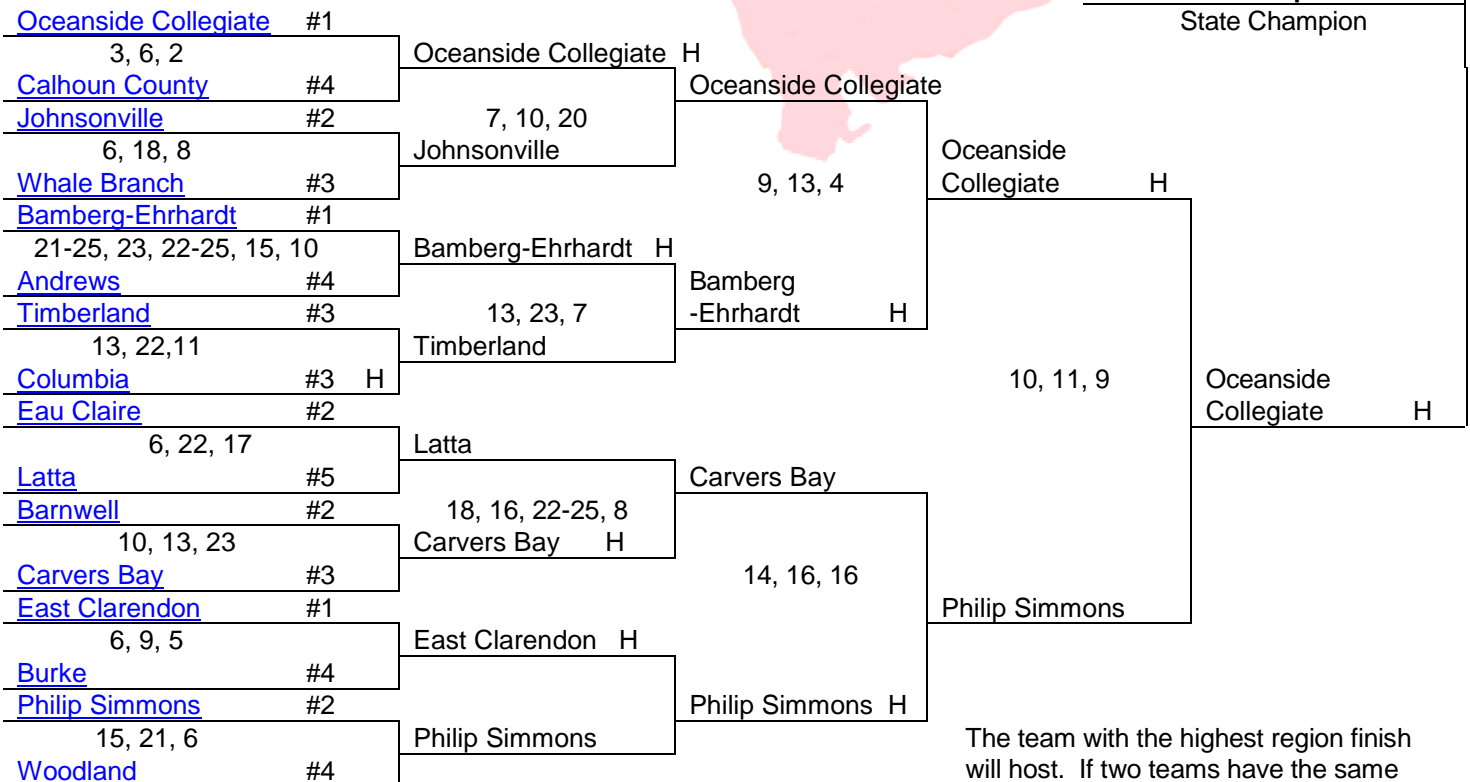 Oceanside Collegiate #1
State Champion
3, 6, 2
Oceanside Collegiate H
Calhoun County #4
Oceanside Collegiate
Johnsonville #2
7, 10, 20
6, 18, 8
Johnsonville
Oceanside
Whale Branch #3
9, 13, 4
Collegiate H
Bamberg-Ehrhardt #1
21-25, 23, 22-25, 15, 10
Bamberg-Ehrhardt H
Andrews #4
Bamberg
Timberland #3
13, 23, 7
-Ehrhardt H
13, 22,11
Timberland
Columbia #3 H
10, 11, 9
Oceanside
Eau Claire #2
Collegiate H
6, 22, 17
Latta
Latta #5
Carvers Bay
Barnwell #2
18, 16, 22-25, 8
10, 13, 23
Carvers Bay H
Carvers Bay #3
14, 16, 16
East Clarendon #1
Philip Simmons
6, 9, 5
East Clarendon H
Burke #4
Philip Simmons #2
Philip Simmons H
15, 21, 6
Philip Simmons
The team with the highest region finish
Woodland #4
will host. If two teams have the same